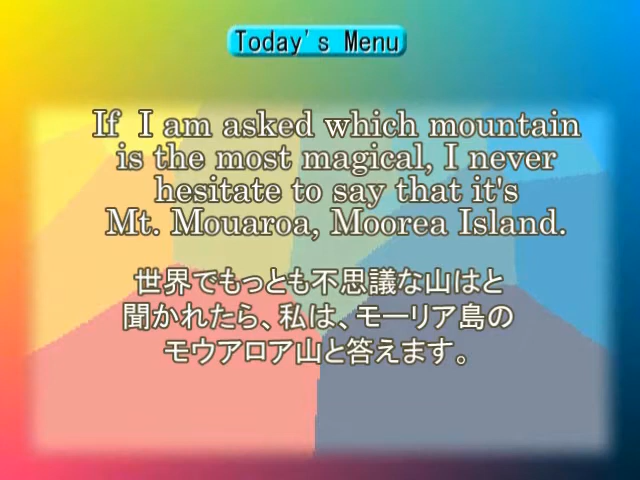 Today's Menu
If I am asked which mountain
is the most magical, I never
hesitate to say that it's
Mt. Mouaroa, Moorea Island.
世界でもっとも不思議な山はと
聞かれたら、私は、モーリア島の
モウアロア山と答えます。